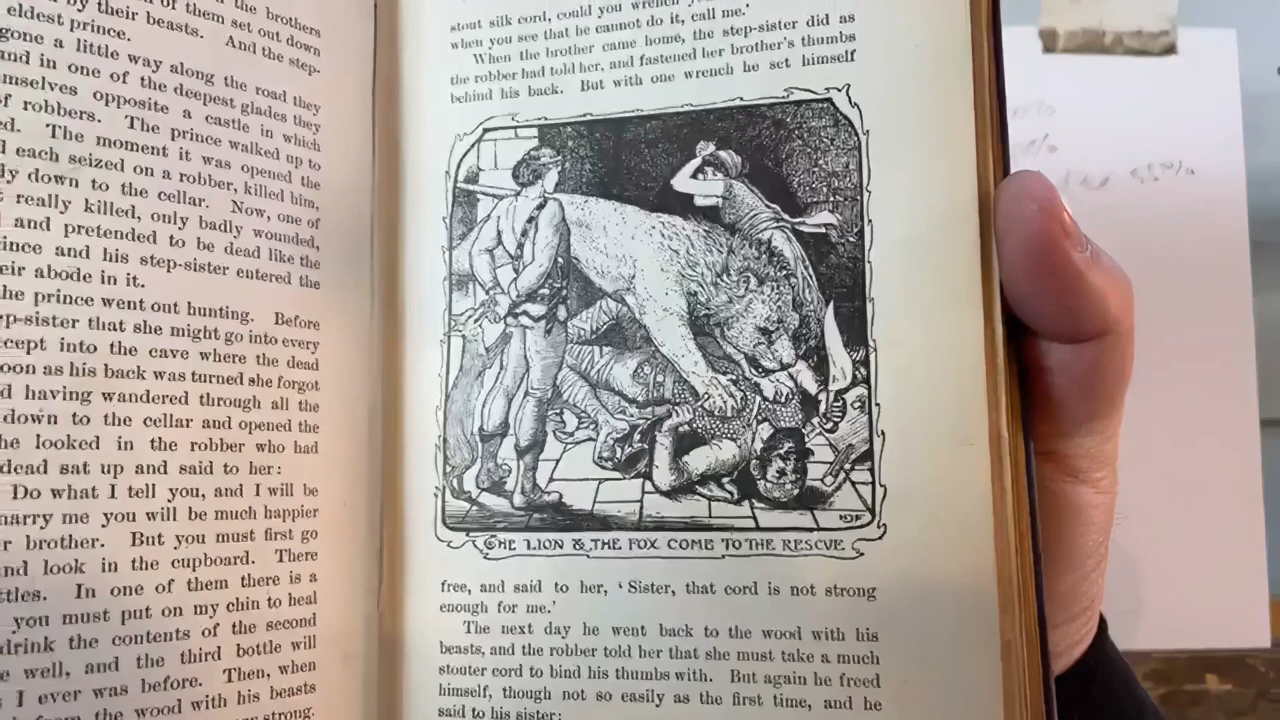 the brothers
of them set out down
by their beasts. And the step-
eldest prince.
gone a little way along the road they
and in one of the deepest glades they
mselves opposite a castle in which
f robbers. The prince walked up to
ed. The moment it was opened the
d each seized on a robber, killed him,
ly down to the cellar. Now, one of
t really killed, only badly wounded,
and pretended to be dead like the
ince and his step-sister entered the
eir abode in it.
he prince went out hunting. Before
p-sister that she might go into every
cept into the cave where the dead
oon as his back was turned she forgot
d having wandered through all the
down to the cellar and opened the
he looked in the robber who had
dead sat up and said to her:
Do what I tell you, and I will be
marry me you will be much happier
r brother. But you must first go
nd look in the cupboard. There
ttles. In one of them there is a
you must put on my chin to heal
drink the contents of the second
e well, and the third bottle will
I ever was before. Then, when
from the wood with his beasts
strong.
stout silk cord, could you wrench
when you see that he cannot do it, call me.'
When the brother came home, the step-sister did as
the robber had told her, and fastened her brother's thumbs
behind his back. But with one wrench he set himself
HJF
THE LION & THE FOX COME TO THE RESCUE
free, and said to her, 'Sister, that cord is not strong
enough for me.'
The next day he went back to the wood with his
beasts, and the robber told her that she must take a much
stouter cord to bind his thumbs with. But again he freed
himself, though not so easily as the first time, and he
said to his sister: